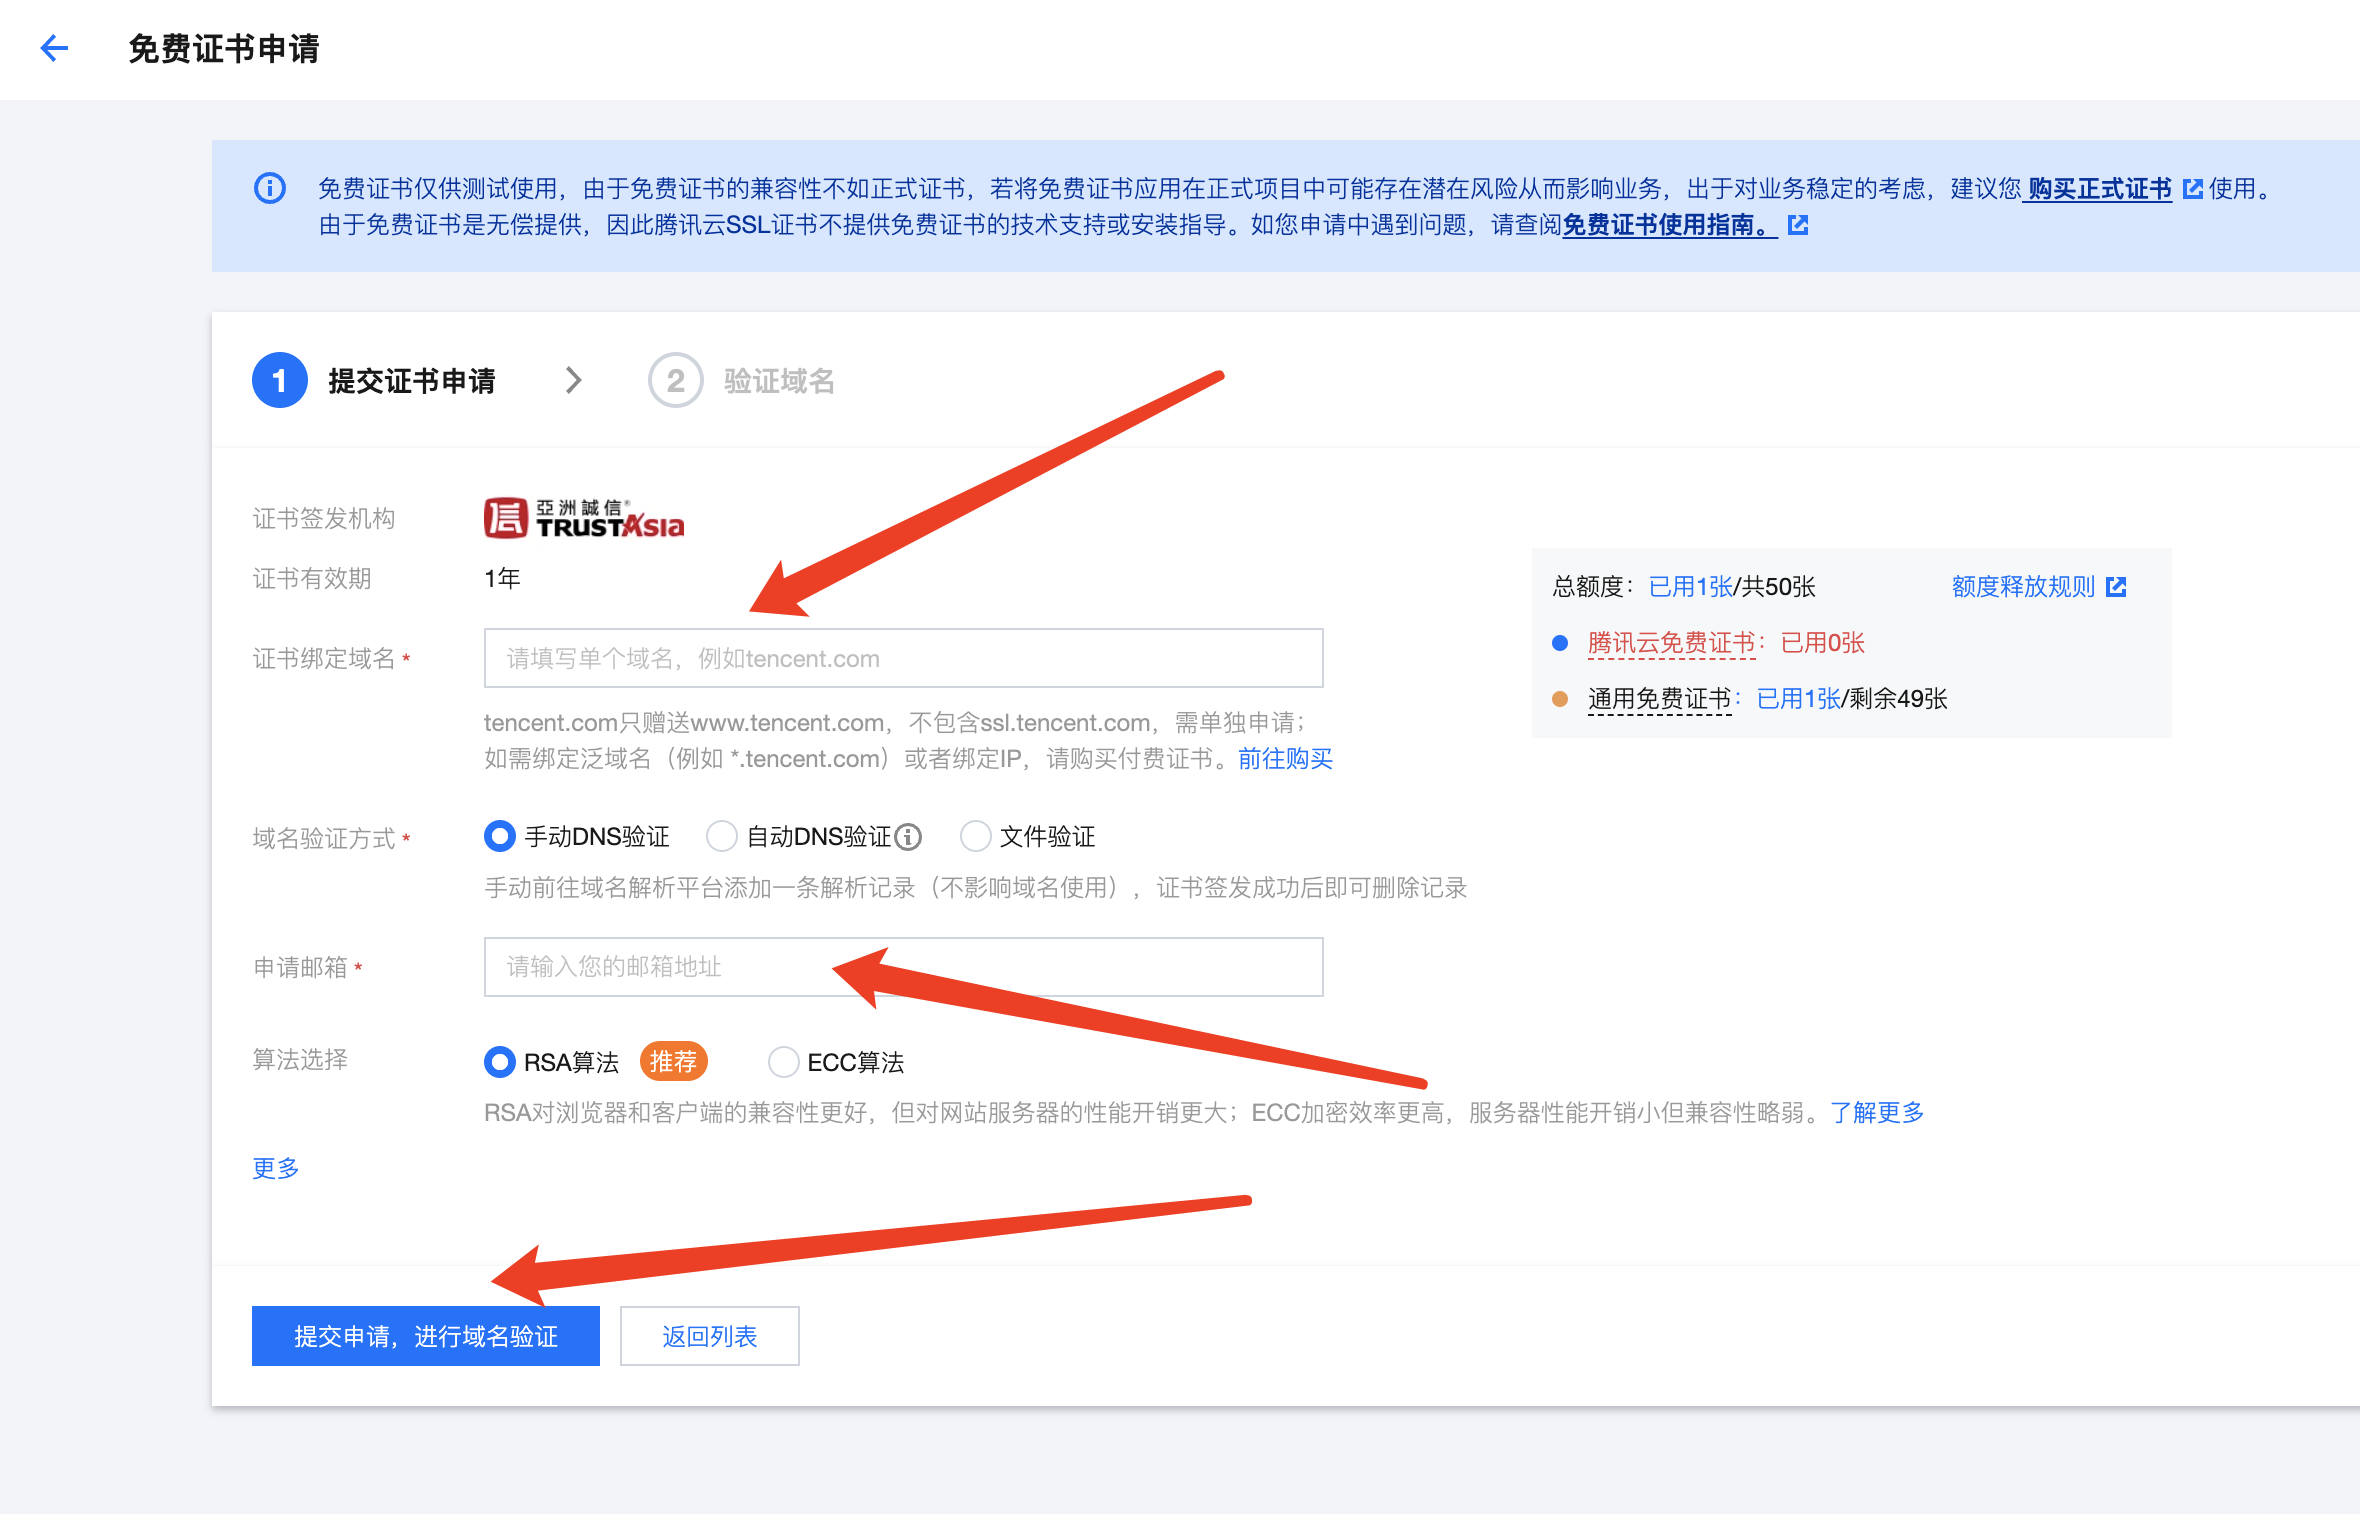 免费证书申请
免费证书仅供测试使用，由于免费证书的兼容性不如正式证书，若将免费证书应用在正式项目中可能存在潜在风险从而影响业务，出于对业务稳定的考虑，建议您 购买正式证书 使用。
由于免费证书是无偿提供，因此腾讯云SSL证书不提供免费证书的技术支持或安装指导。如您申请中遇到问题，请查阅免费证书使用指南。
1 提交证书申请 2 验证域名
证书签发机构 信 亞洲誠信® TRUSTAsia
证书有效期 1年
证书绑定域名 * 请填写单个域名，例如tencent.com
tencent.com只赠送www.tencent.com，不包含ssl.tencent.com，需单独申请；
如需绑定泛域名（例如 *.tencent.com）或者绑定IP，请购买付费证书。前往购买
总额度：已用1张/共50张 额度释放规则
腾讯云免费证书：已用0张
通用免费证书：已用1张/剩余49张
域名验证方式 * 手动DNS验证 自动DNS验证 文件验证
手动前往域名解析平台添加一条解析记录（不影响域名使用），证书签发成功后即可删除记录
申请邮箱 * 请输入您的邮箱地址
算法选择 RSA算法 推荐 ECC算法
RSA对浏览器和客户端的兼容性更好，但对网站服务器的性能开销更大；ECC加密效率更高，服务器性能开销小但兼容性略弱。了解更多
更多
提交申请，进行域名验证 返回列表